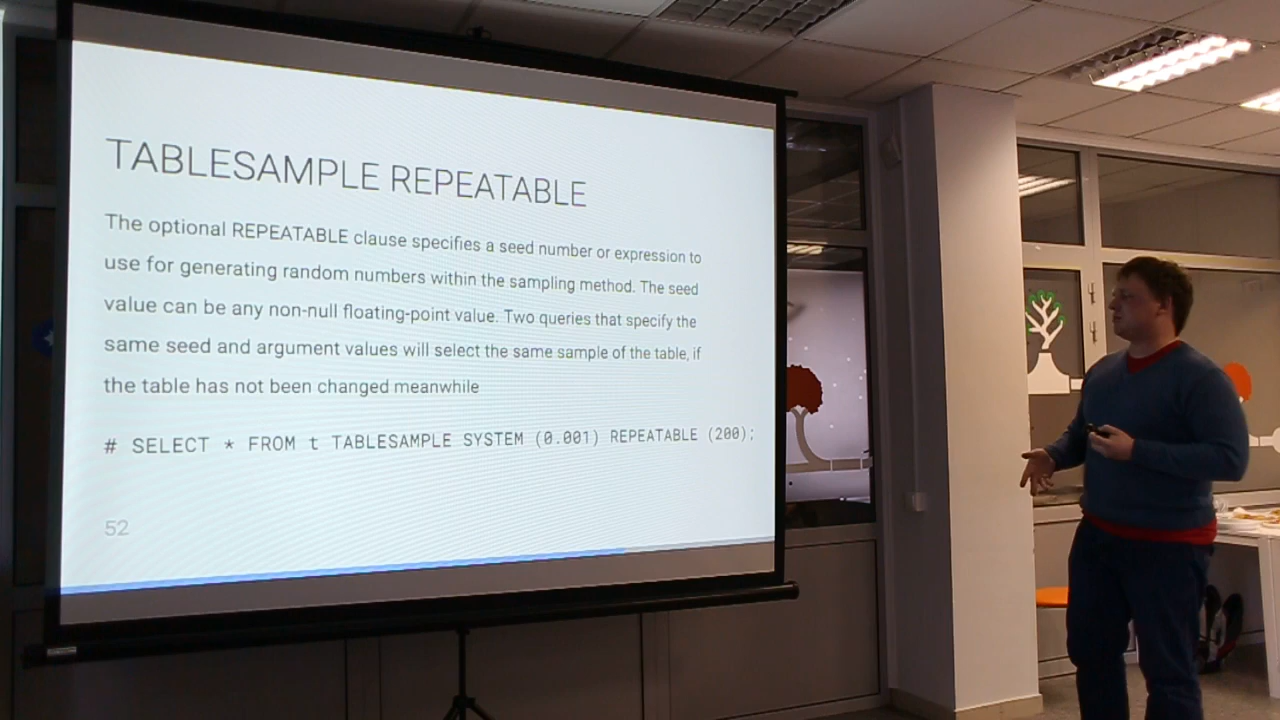 TABLESAMPLE REPEATABLE
The optional REPEATABLE clause specifies a seed number or expression to
use for generating random numbers within the sampling method. The seed
value can be any non-null floating-point value. Two queries that specify the
same seed and argument values will select the same sample of the table, if
the table has not been changed meanwhile
# SELECT * FROM t TABLESAMPLE SYSTEM (0.001) REPEATABLE (200);
52